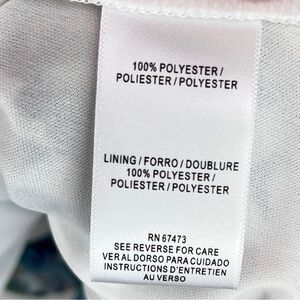 100% POLYESTER /
POLIESTER / POLYESTER
LINING / FORRO / DOUBLURE
100% POLYESTER /
POLIESTER / POLYESTER
RN 67473
SEE REVERSE FOR CARE
VER AL DORSO PARA CUIDADO
INSTRUCTIONS D'ENTRETIEN
AU VERSO